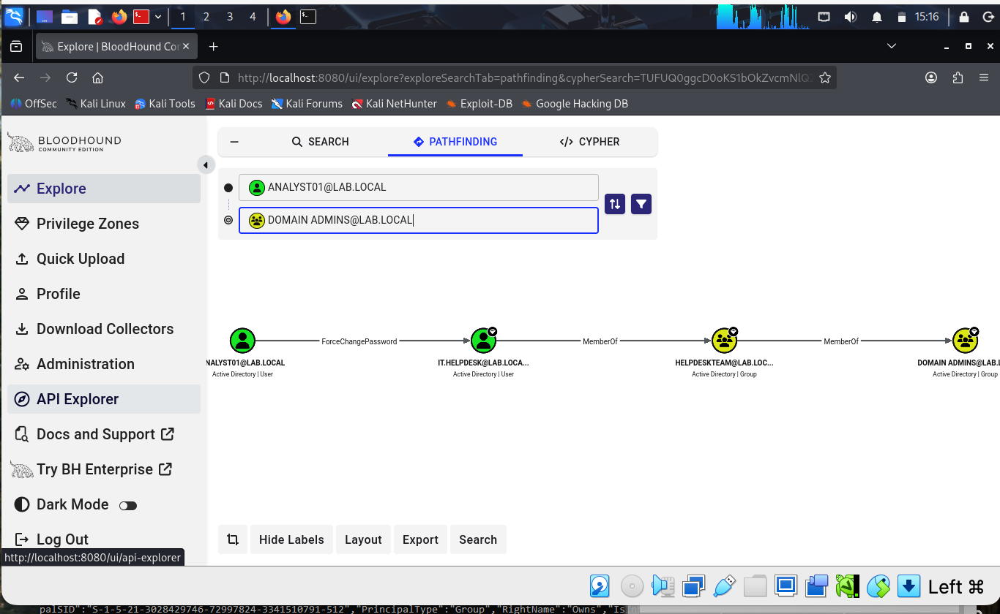 1 2 3 4 15:16
Explore | BloodHound Cor
http://localhost:8080/ui/explore?exploreSearchTab=pathfinding&cypherSearch=TUFUQ0ggcD0oKS1bOkZvcmNlQ
OffSec Kali Linux Kali Tools Kali Docs Kali Forums Kali NetHunter Exploit-DB Google Hacking DB
BLOODHOUND
COMMUNITY EDITION
SEARCH PATHFINDING CYPHER
ANALYST01@LAB.LOCAL
DOMAIN ADMINS@LAB.LOCAL
Explore
Privilege Zones
Quick Upload
Profile
Download Collectors
Administration
API Explorer
Docs and Support
Try BH Enterprise
Dark Mode
Log Out
ForceChangePassword MemberOf MemberOf
NALYST01@LAB.LOCAL IT.HELPDESK@LAB.LOCA... HELPDESKTEAM@LAB.LOC... DOMAIN ADMINS@LAB.L
Active Directory | User Active Directory | User Active Directory | Group Active Directory | Group
Hide Labels Layout Export Search
http://localhost:8080/ui/api-explorer
Left ⌘
palSID":"S-1-5-21-3028429746-72997824-3341510791-512","PrincipalType":"Group","RightName":"Owns","Is